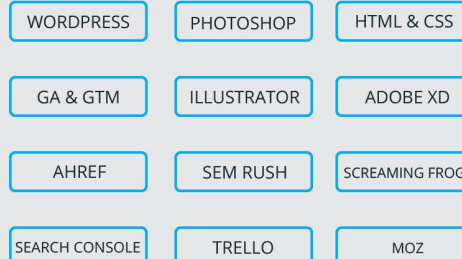 WORDPRESS
PHOTOSHOP
HTML & CSS
GA & GTM
ILLUSTRATOR
ADOBE XD
AHREF
SEM RUSH
SCREAMING FROG
SEARCH CONSOLE
TRELLO
MOZ